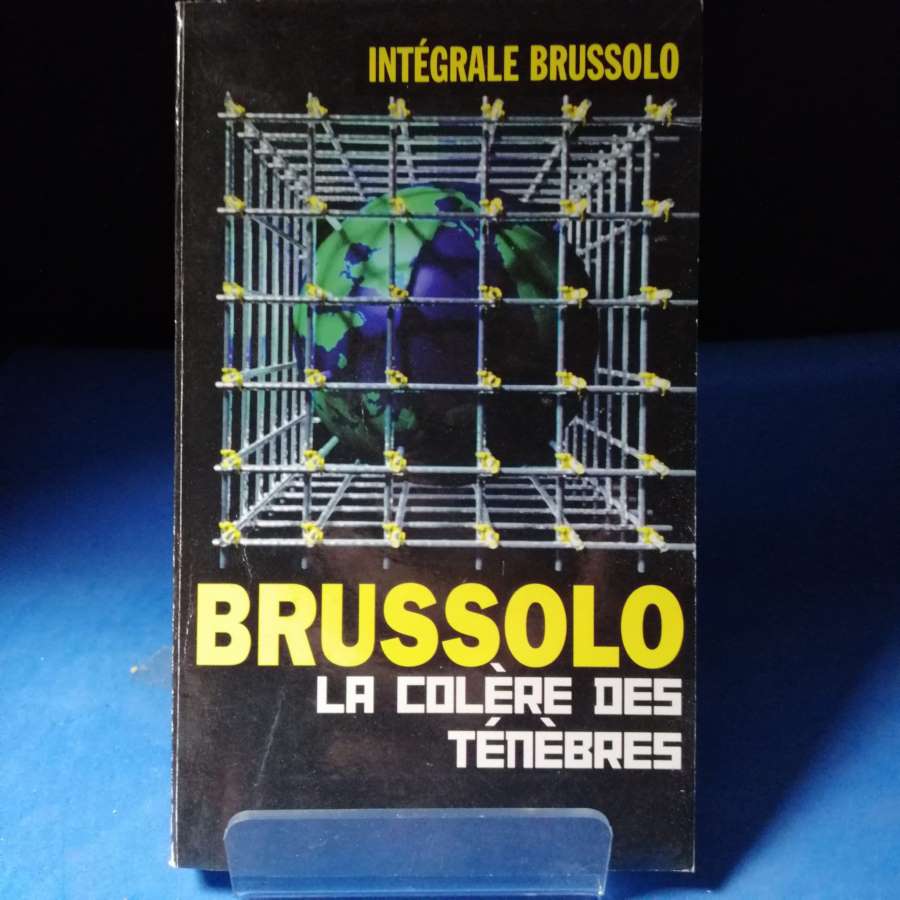 INTÉGRALE BRUSSOLO
BRUSSOLO
LA COLÈRE DES
TÉNÈBRES